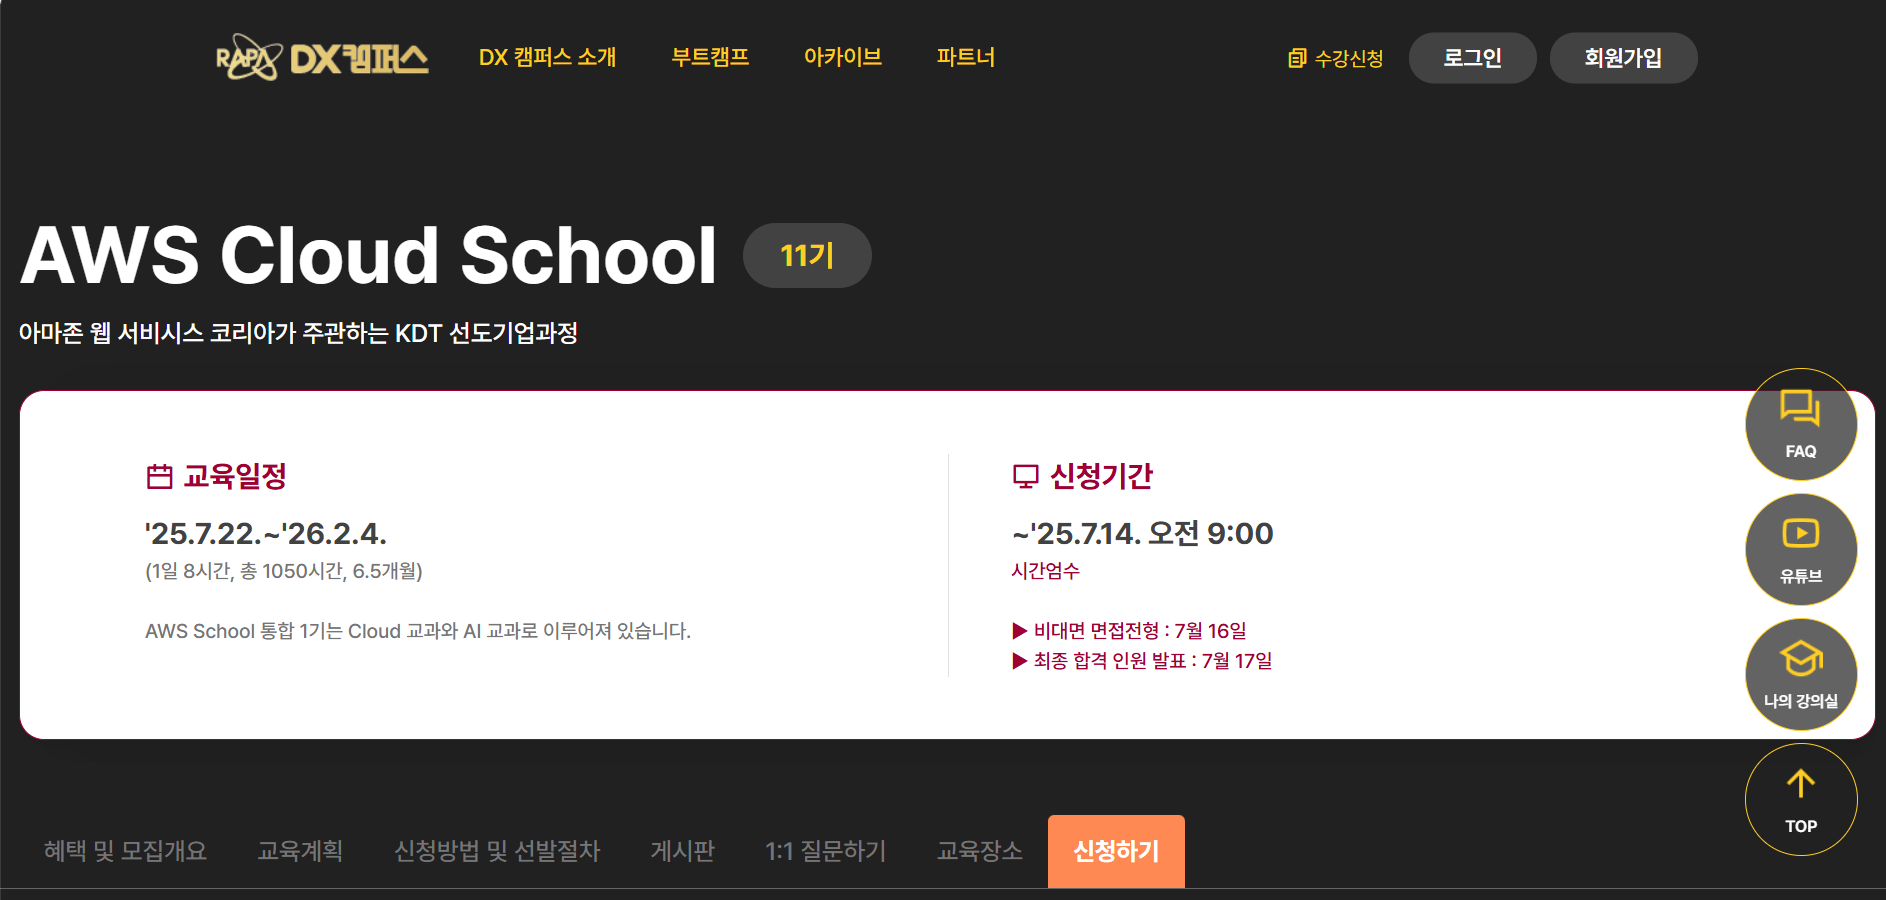 RAPA DX캠퍼스
DX 캠퍼스 소개
부트캠프
아카이브
파트너
수강신청
로그인
회원가입
AWS Cloud School
11기
아마존 웹 서비시스 코리아가 주관하는 KDT 선도기업과정
교육일정
'25.7.22.~'26.2.4.
(1일 8시간, 총 1050시간, 6.5개월)
AWS School 통합 1기는 Cloud 교과와 AI 교과로 이루어져 있습니다.
신청기간
~'25.7.14. 오전 9:00
시간엄수
▶ 비대면 면접전형 : 7월 16일
▶ 최종 합격 인원 발표 : 7월 17일
FAQ
유튜브
나의 강의실
TOP
혜택 및 모집개요
교육계획
신청방법 및 선발절차
게시판
1:1 질문하기
교육장소
신청하기